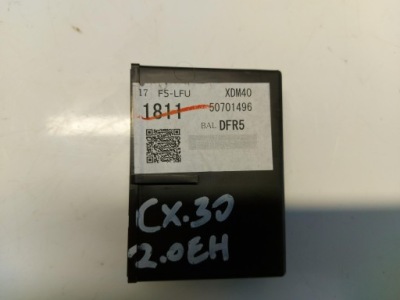 17 F5-LFU XDM40
1811 50701496
BAL DFR5
CX.30
2.0EH